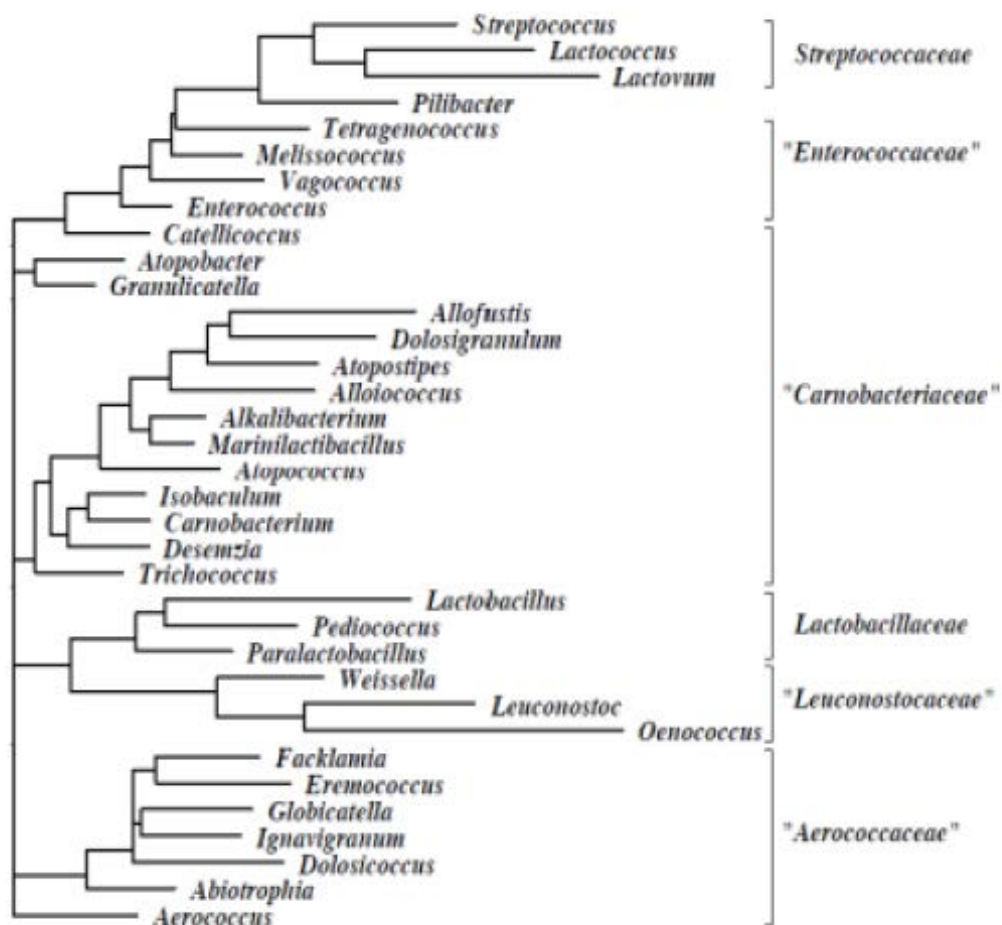 Streptococcus
Lactococcus
Streptococcaceae
Lactovum
Pilibacter
Tetragenococcus
Melissococcus
"Enterococcaceae"
Vagococcus
Enterococcus
Catellicoccus
Atopobacter
Granulicatella
Allofustis
Dolosigranulum
Atopostipes
Alloiococcus
"Carnobacteriaceae"
Alkalibacterium
Marinilactibacillus
Atopococcus
Isobaculum
Carnobacterium
Desemzia
Trichococcus
Lactobacillus
Pediococcus
Lactobacillaceae
Paralactobacillus
Weissella
"Leuconostocaceae"
Leuconostoc
Oenococcus
Facklamia
Eremococcus
Globicatella
Ignavigranum
"Aerococcaceae"
Dolosicoccus
Abiotrophia
Aerococcus